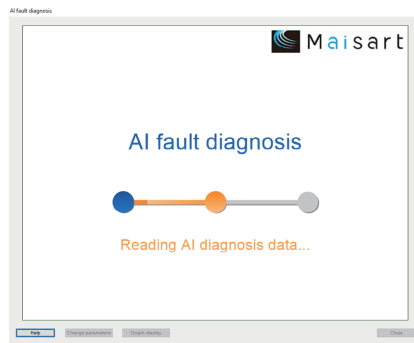 AI fault diagnosis
Maisart
AI fault diagnosis
Reading AI diagnosis data...
Help Change parameters Graph display Close